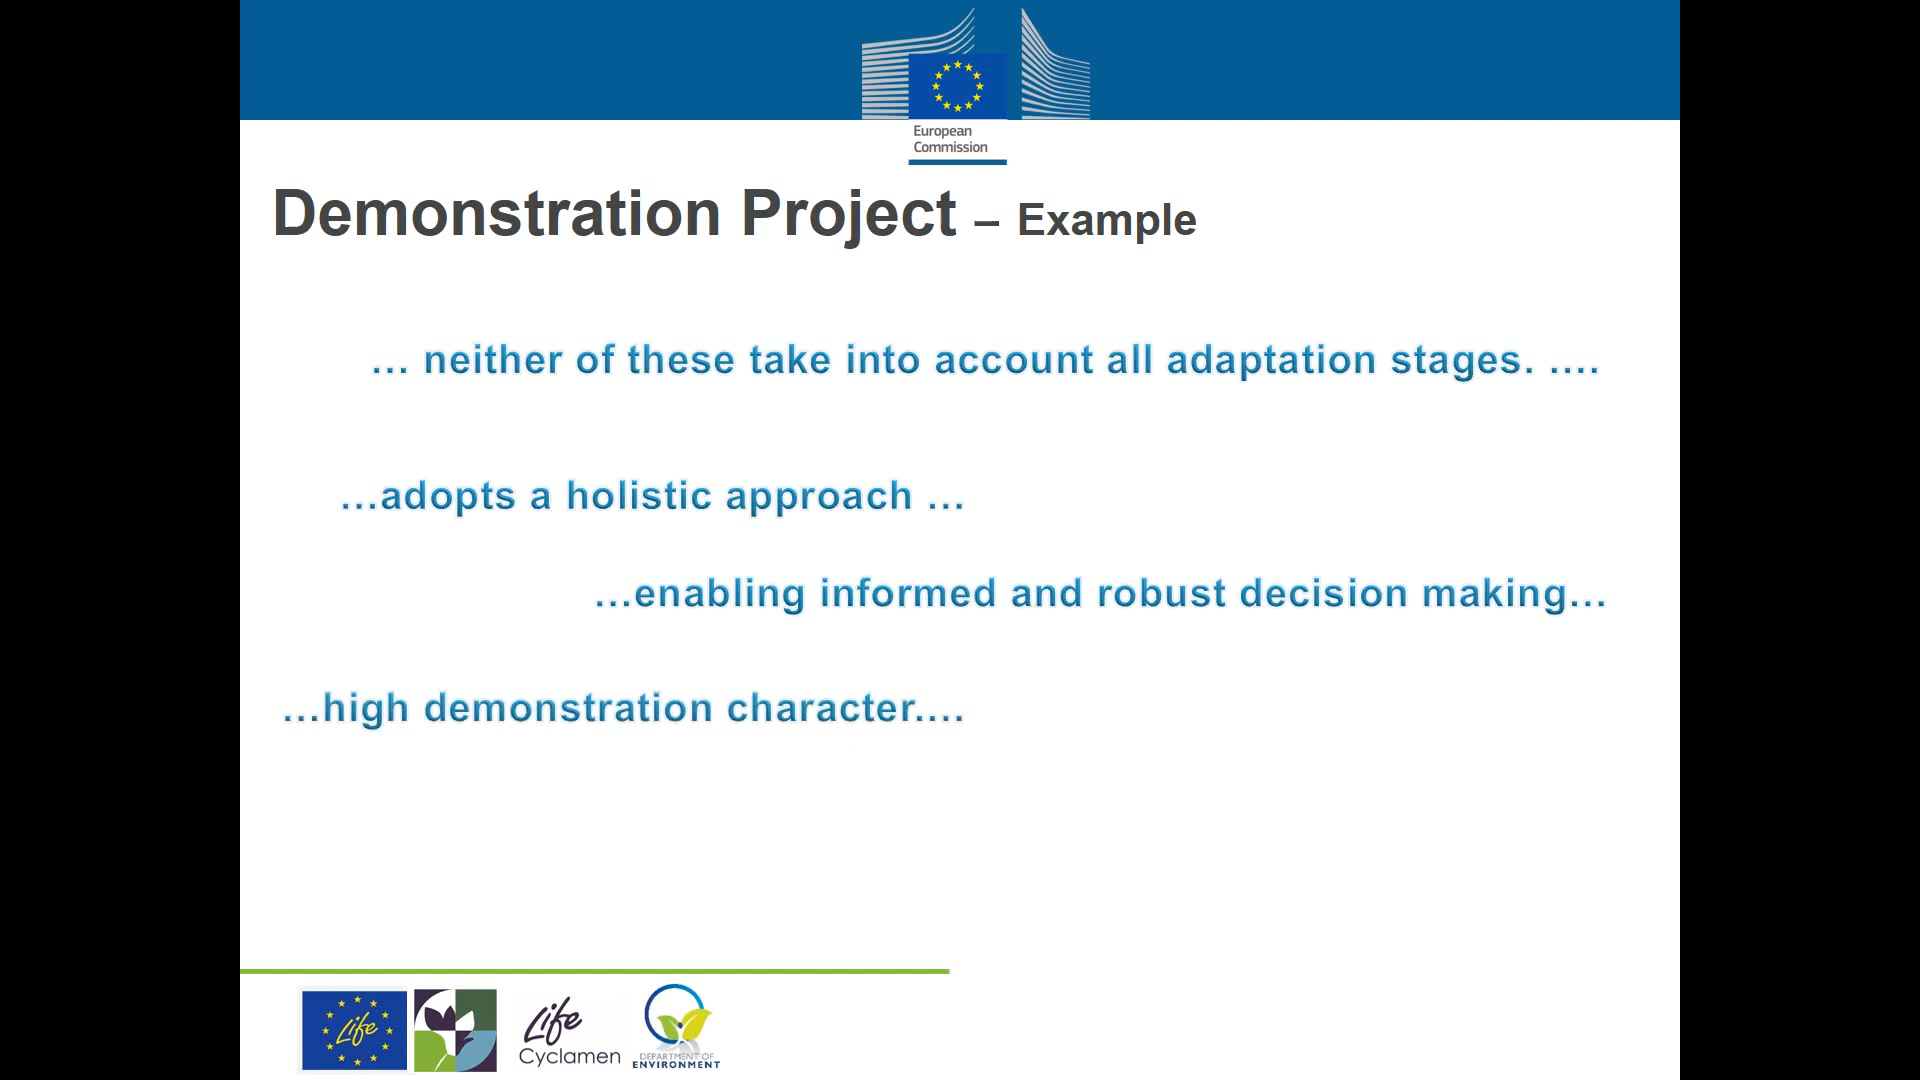 European
Commission
Demonstration Project – Example
... neither of these take into account all adaptation stages. ....
...adopts a holistic approach ...
...enabling informed and robust decision making...
...high demonstration character....
Life
Life
Cyclamen
DEPARTMENT OF
ENVIRONMENT